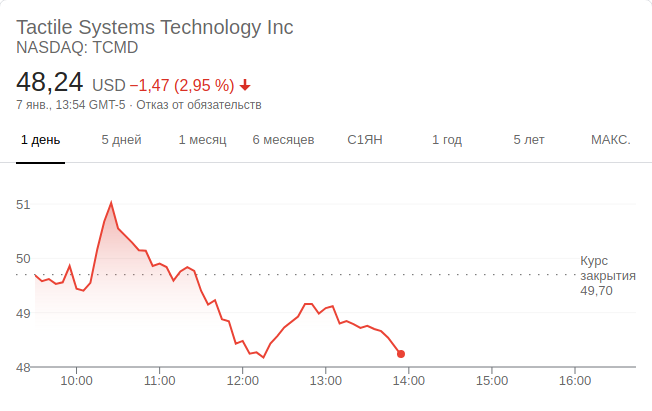 Tactile Systems Technology Inc
NASDAQ: TCMD
48,24 USD −1,47 (2,95 %)
7 янв., 13:54 GMT-5 · Отказ от обязательств
1 день 5 дней 1 месяц 6 месяцев С1ЯН 1 год 5 лет МАКС.
51
50
49
48
Курс
закрытия
49,70
10:00 11:00 12:00 13:00 14:00 15:00 16:00